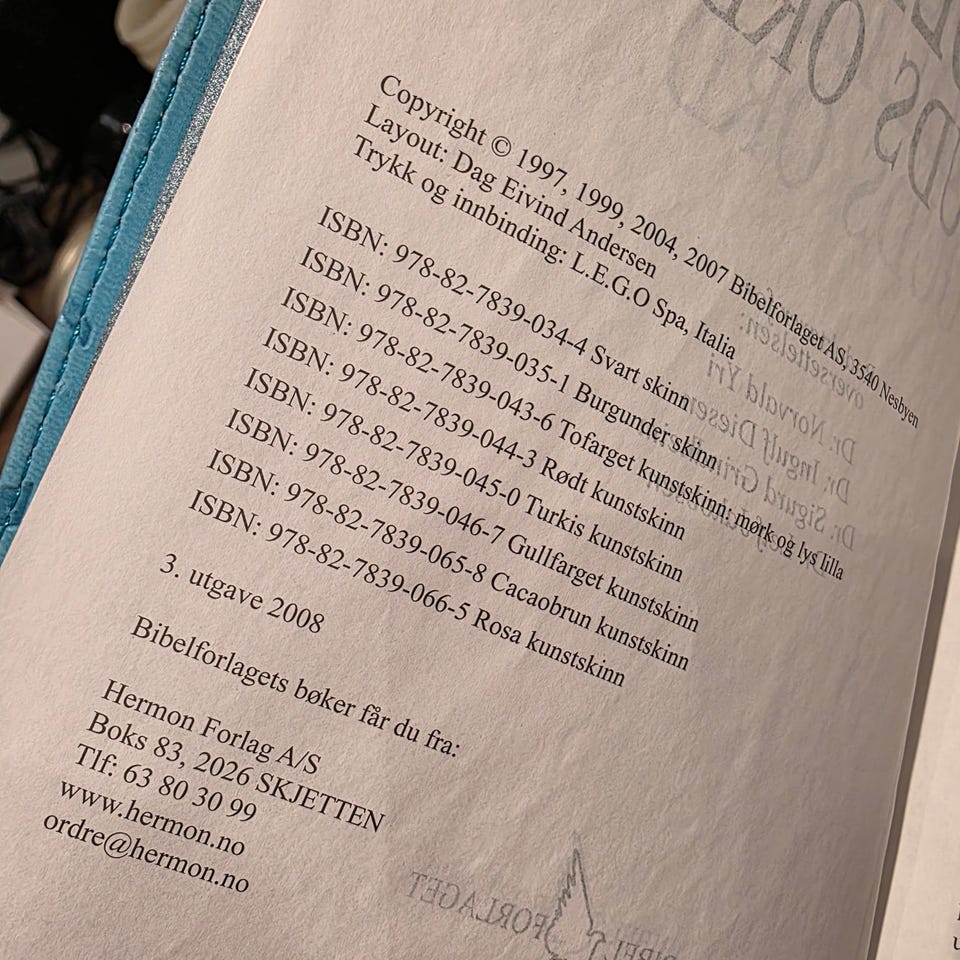 Copyright © 1997, 1999, 2004, 2007 Bibelforlaget AS, 3540 Nesbyen
Layout: Dag Eivind Andersen
Trykk og innbinding: L.E.G.O Spa, Italia
ISBN: 978-82-7839-034-4 Svart skinn
ISBN: 978-82-7839-035-1 Burgunder skinn
ISBN: 978-82-7839-043-6 Tofarget kunstskinn; mørk og lys lilla
ISBN: 978-82-7839-044-3 Rødt kunstskinn
ISBN: 978-82-7839-045-0 Turkis kunstskinn
ISBN: 978-82-7839-046-7 Gullfarget kunstskinn
ISBN: 978-82-7839-065-8 Cacaobrun kunstskinn
ISBN: 978-82-7839-066-5 Rosa kunstskinn
3. utgave 2008
Bibelforlagets bøker får du fra:
Hermon Forlag A/S
Boks 83, 2026 SKJETTEN
Tlf: 63 80 30 99
www.hermon.no
ordre@hermon.no